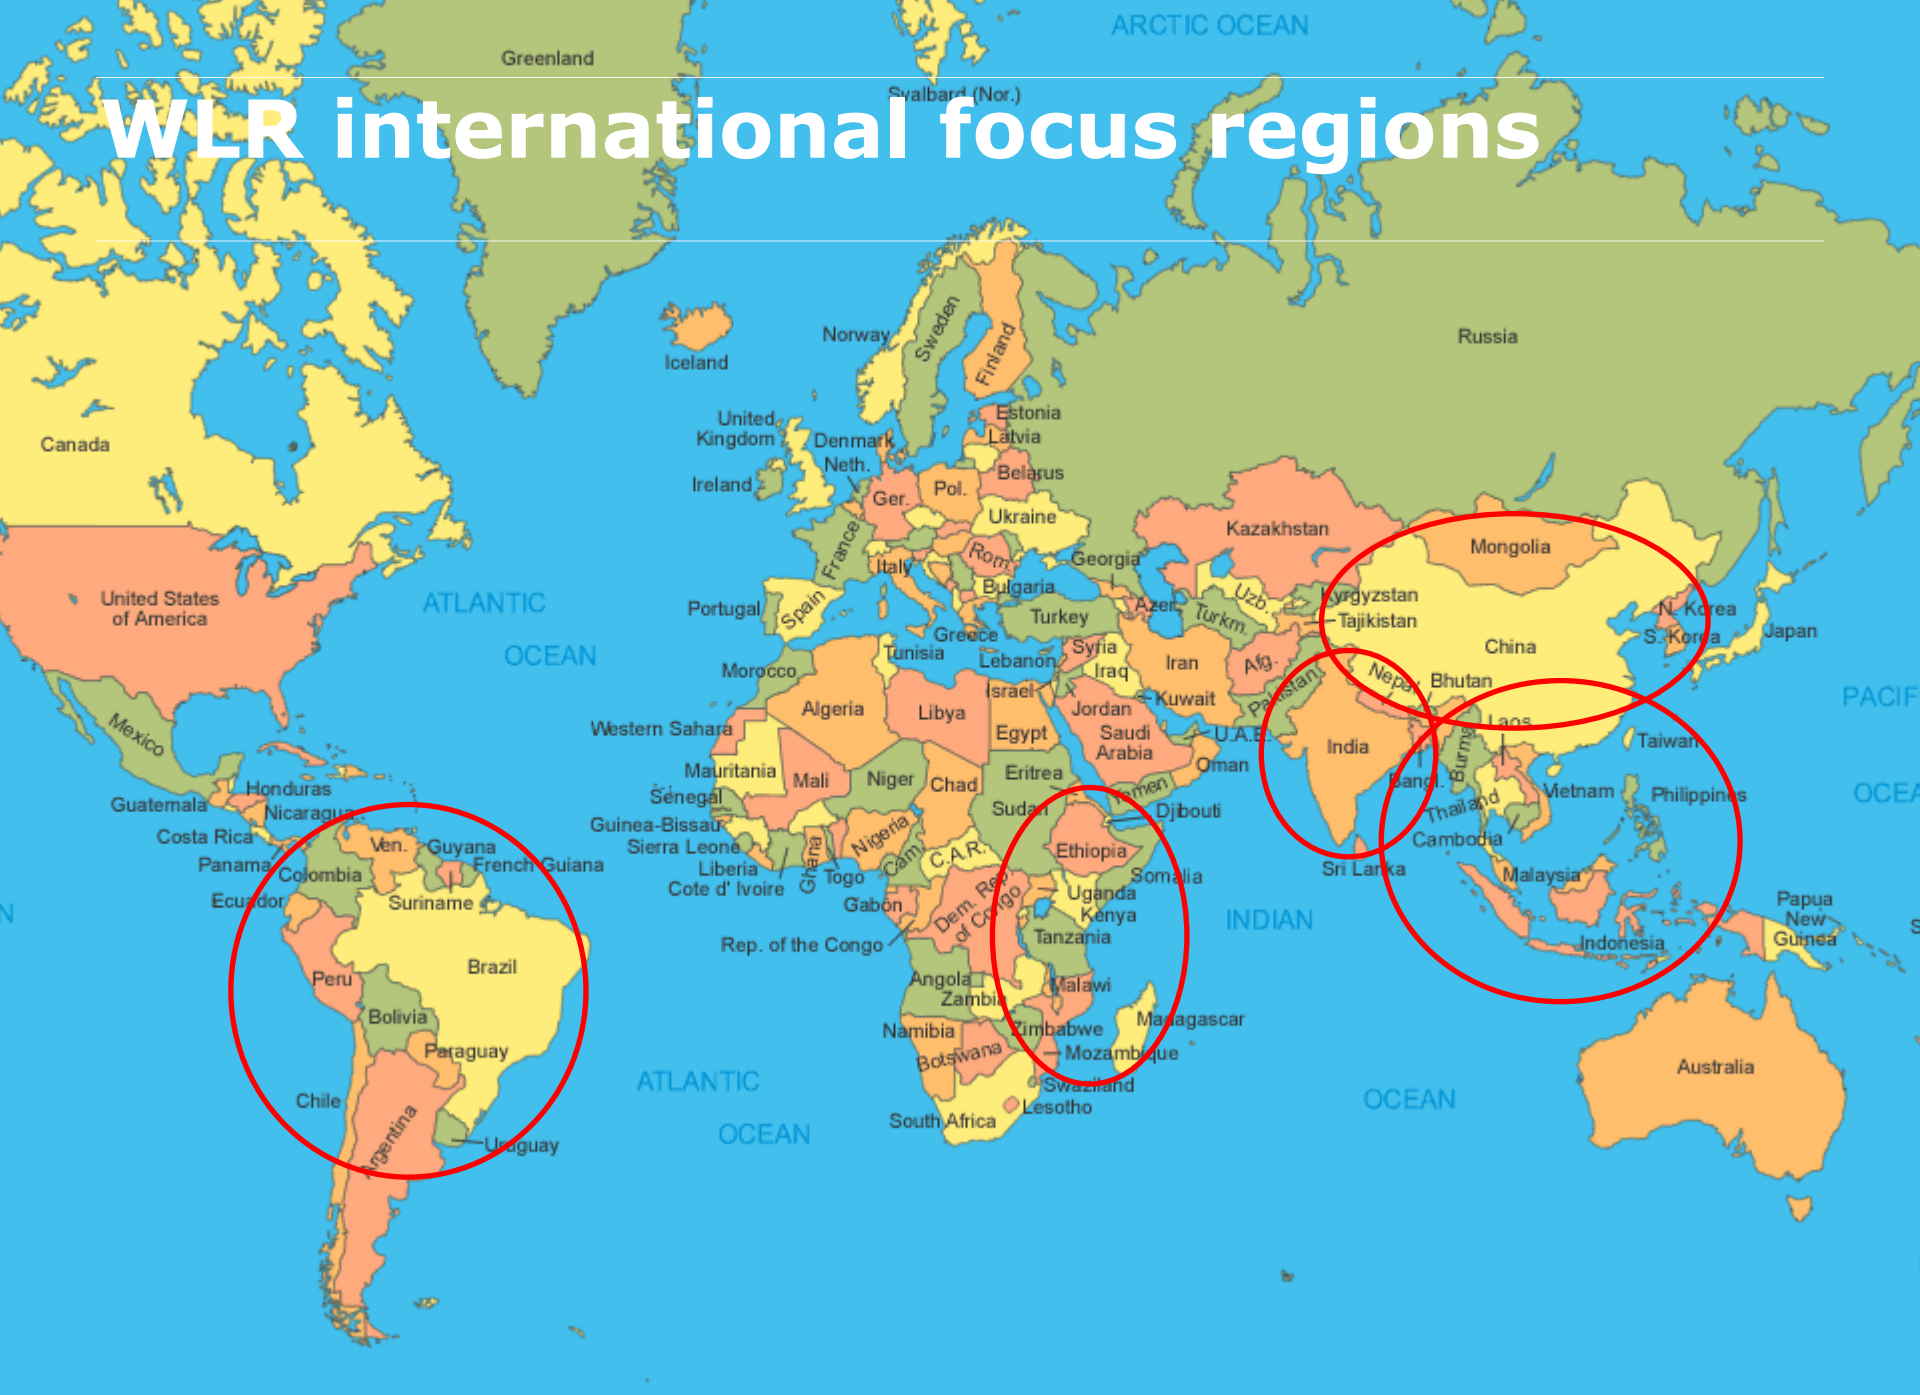 ARCTIC OCEAN
Greenland
Svalbard (Nor.)
WLR international focus regions
Russia
Norway
Sweden
Finland
Iceland
Canada
United
Kingdom
Denmark
Neth.
Ireland
Estonia
Latvia
Belarus
Ger.
Pol.
Ukraine
France
Rom.
Italy
Bulgaria
Georgia
Kazakhstan
Mongolia
United States
of America
ATLANTIC
OCEAN
Portugal
Spain
Greece
Turkey
Azer.
Uzb.
Turkm.
Kyrgyzstan
Tajikistan
China
N. Korea
S. Korea
Japan
Tunisia
Lebanon
Syria
Iraq
Iran
Afg.
Pakistan
Nepal
Bhutan
Morocco
Algeria
Libya
Israel
Egypt
Jordan
Kuwait
Saudi
Arabia
U.A.E.
Oman
India
Bangl.
Burma
Laos
Taiwan
PACIF
OCEA
Mexico
Western Sahara
Mauritania
Mali
Niger
Chad
Eritrea
Sudan
Yemen
Djibouti
Thailand
Vietnam
Philippines
Cambodia
Honduras
Guatemala
Nicaragua
Costa Rica
Panama
Ven.
Guyana
French Guiana
Colombia
Suriname
Ecuador
Senegal
Guinea-Bissau
Sierra Leone
Liberia
Cote d' Ivoire
Ghana
Togo
Nigeria
Cam.
C.A.R.
Ethiopia
Somalia
Sri Lanka
Malaysia
Gabon
Dem. Rep.
of Congo
Uganda
Kenya
INDIAN
OCEAN
Rep. of the Congo
Tanzania
Indonesia
Papua
New
Guinea
N
S
Peru
Brazil
Bolivia
Paraguay
Angola
Zambia
Malawi
Namibia
Zimbabwe
Madagascar
Botswana
Mozambique
Swaziland
Lesotho
South Africa
Australia
Chile
Argentina
Uruguay
ATLANTIC
OCEAN